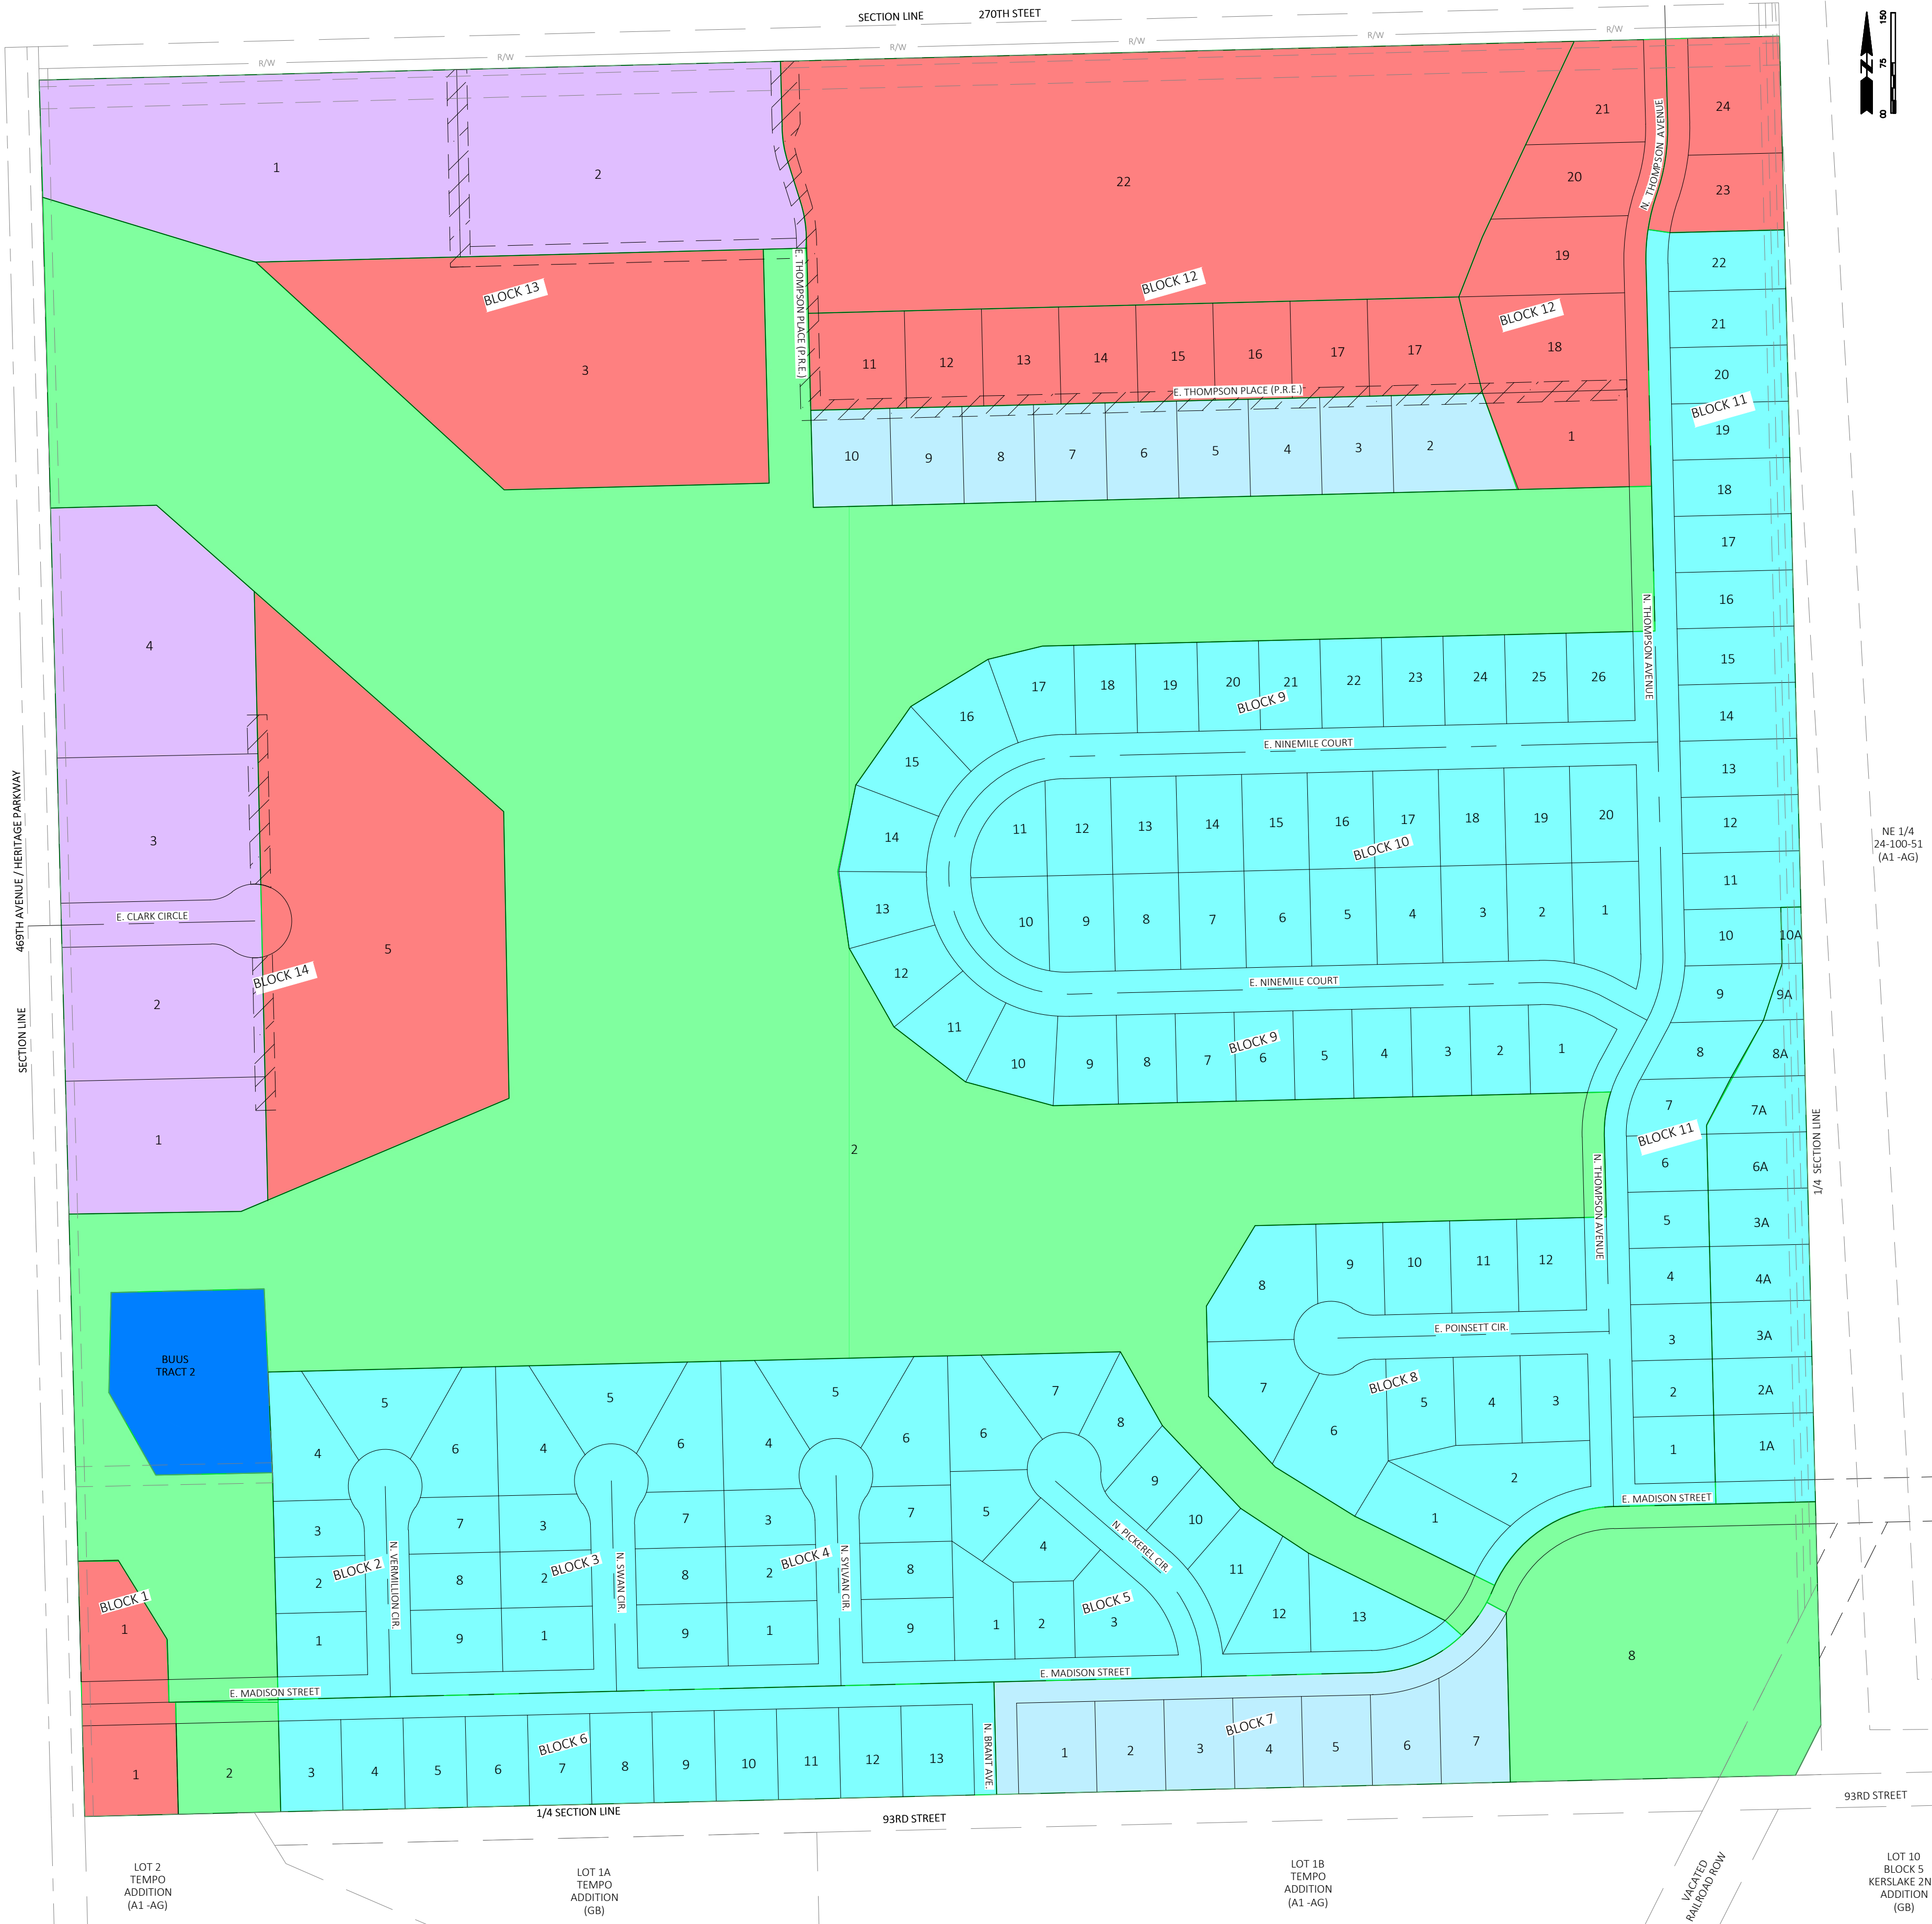 SECTION LINE 270TH STEET
R/W
R/W
R/W
R/W
R/W
R/W
N
150
75
0
80
1
2
22
21
20
19
18
1
24
23
N. THOMPSON AVENUE
BLOCK 13
3
E. THOMPSON PLACE (P.R.E.)
BLOCK 12
BLOCK 12
11
12
13
14
15
16
17
17
E. THOMPSON PLACE (P.R.E.)
10
9
8
7
6
5
4
3
2
22
21
20
BLOCK 11
19
18
17
16
15
14
13
12
11
10
10A
9
9A
8
8A
7
7A
BLOCK 11
6
6A
5
3A
4
4A
3
3A
2
2A
1
1A
N. THOMPSON AVENUE
N. THOMPSON AVENUE
469TH AVENUE / HERITAGE PARKWAY
SECTION LINE
4
3
E. CLARK CIRCLE
2
1
5
BLOCK 14
17
18
19
20
21
22
23
24
25
26
BLOCK 9
16
15
14
13
12
11
10
E. NINEMILE COURT
11
12
13
14
15
16
17
18
19
20
BLOCK 10
10
9
8
7
6
5
4
3
2
1
E. NINEMILE COURT
BLOCK 9
9
8
7
6
5
4
3
2
1
2
NE 1/4
24-100-51
(A1 -AG)
1/4 SECTION LINE
8
9
10
11
12
E. POINSETT CIR.
7
BLOCK 8
6
5
4
3
2
1
E. MADISON STREET
BUUS
TRACT 2
BLOCK 1
1
1
2
5
4
6
3
7
BLOCK 2
2
8
1
9
N. VERMILLION CIR.
5
4
6
3
7
BLOCK 3
2
8
1
9
N. SWAN CIR.
5
4
6
3
7
BLOCK 4
2
8
1
9
N. SYLVAN CIR.
7
6
8
5
9
4
10
N. PICKEREL CIR.
11
BLOCK 5
1
2
3
12
13
E. MADISON STREET
E. MADISON STREET
BLOCK 6
3
4
5
6
7
8
9
10
11
12
13
N. BRANT AVE.
BLOCK 7
1
2
3
4
5
6
7
8
1/4 SECTION LINE
93RD STREET
93RD STREET
LOT 2
TEMPO
ADDITION
(A1 -AG)
LOT 1A
TEMPO
ADDITION
(GB)
LOT 1B
TEMPO
ADDITION
(A1 -AG)
VACATED
RAILROAD ROW
LOT 10
BLOCK 5
KERSLAKE 2N
ADDITION
(GB)